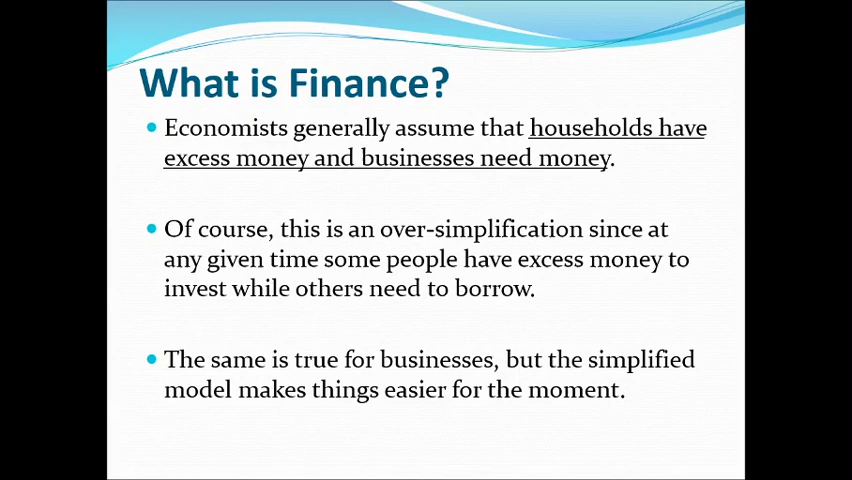 What is Finance?
Economists generally assume that households have
excess money and businesses need money.
Of course, this is an over-simplification since at
any given time some people have excess money to
invest while others need to borrow.
The same is true for businesses, but the simplified
model makes things easier for the moment.